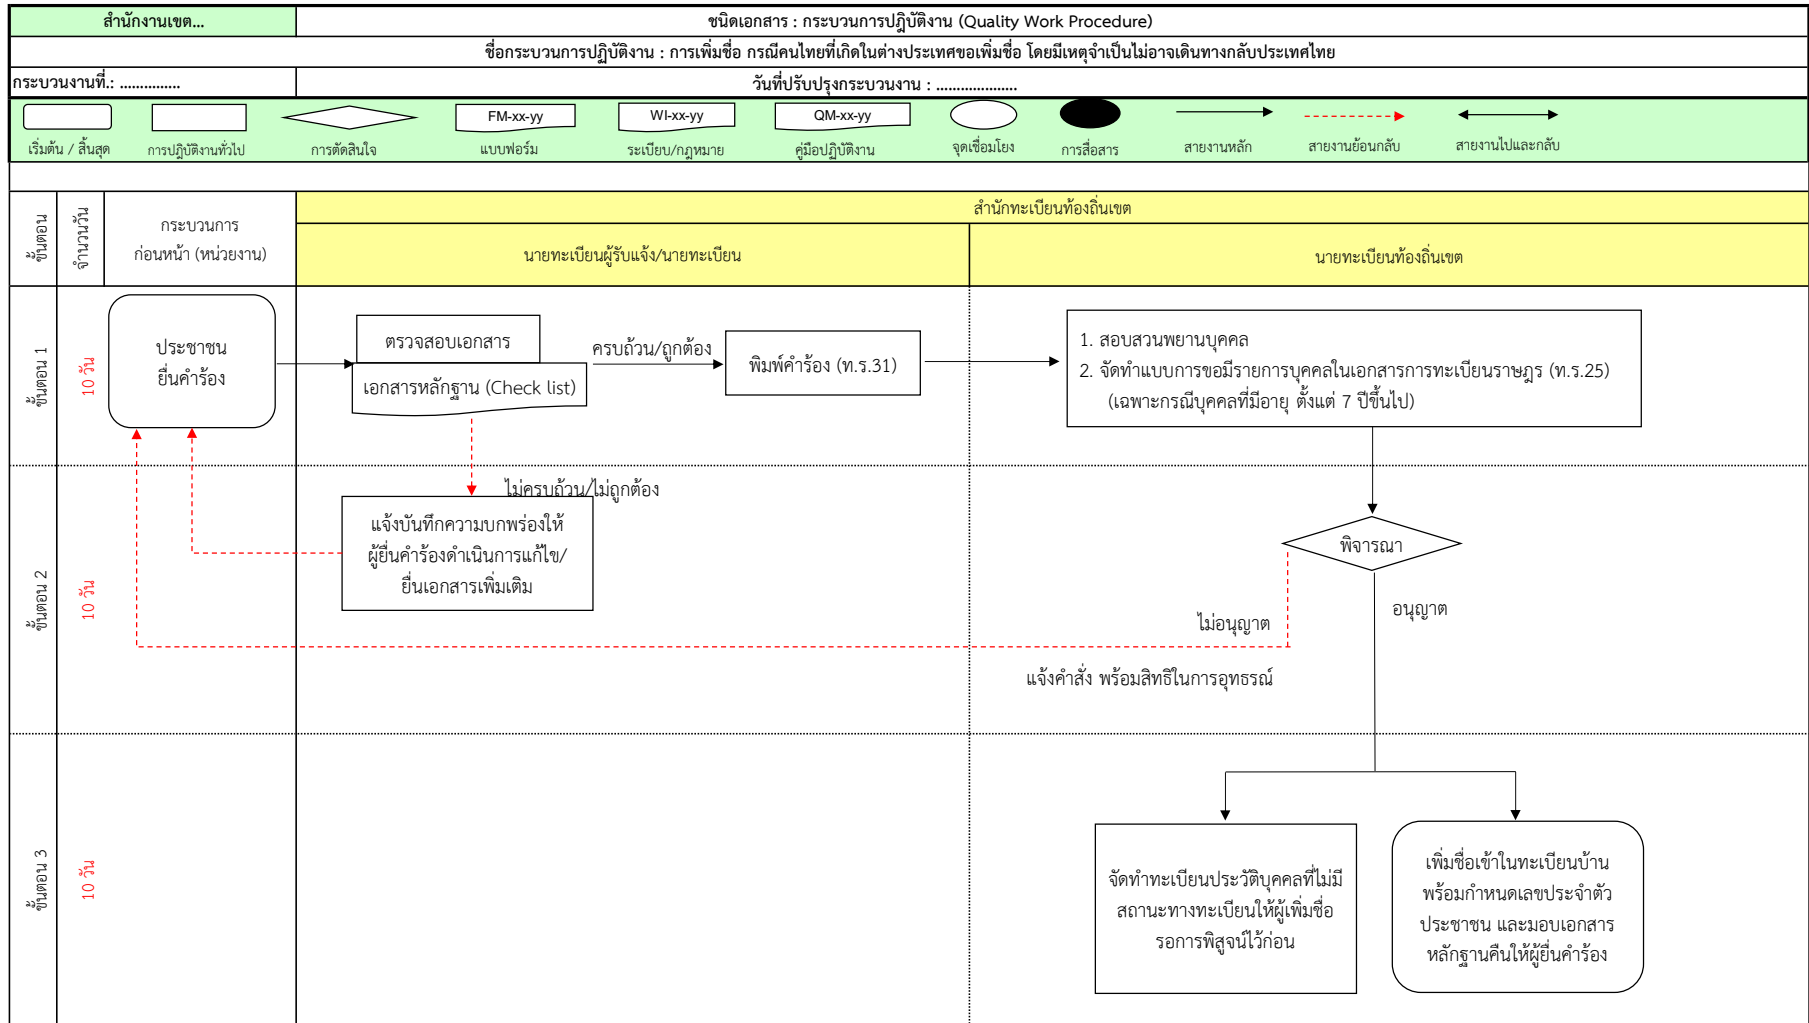 สำนักงานเขต...
ชนิดเอกสาร : กระบวนการปฎิบัติงาน (Quality Work Procedure)
ชื่อกระบวนการปฏิบัติงาน : การเพิ่มชื่อ กรณีคนไทยที่เกิดในต่างประเทศขอเพิ่มชื่อ โดยมีเหตุจำเป็นไม่อาจเดินทางกลับประเทศไทย
กระบวนงานที่.: ...............
วันที่ปรับปรุงกระบวนงาน : ....................
FM-xx-yy
WI-xx-yy
QM-xx-yy
เริ่มต้น / สิ้นสุด
การปฏิบัติงานทั่วไป
การตัดสินใจ
แบบฟอร์ม
ระเบียบ/กฎหมาย
คู่มือปฏิบัติงาน
จุดเชื่อมโยง
การสื่อสาร
สายงานหลัก
สายงานย้อนกลับ
สายงานไปและกลับ
ขั้นตอน
จำนวนวัน
กระบวนการ
ก่อนหน้า (หน่วยงาน)
สำนักทะเบียนท้องถิ่นเขต
นายทะเบียนผู้รับแจ้ง/นายทะเบียน
นายทะเบียนท้องถิ่นเขต
ขั้นตอน 1
10 วัน
ประชาชน
ยื่นคำร้อง
ตรวจสอบเอกสาร
เอกสารหลักฐาน (Check list)
ครบถ้วน/ถูกต้อง
พิมพ์คำร้อง (ท.ร.31)
1. สอบสวนพยานบุคคล
2. จัดทำแบบการขอมีรายการบุคคลในเอกสารการทะเบียนราษฎร (ท.ร.25)
(เฉพาะกรณีบุคคลที่มีอายุ ตั้งแต่ 7 ปีขึ้นไป)
ขั้นตอน 2
10 วัน
ไม่ครบถ้วน/ไม่ถูกต้อง
แจ้งบันทึกความบกพร่องให้
ผู้ยื่นคำร้องดำเนินการแก้ไข/
ยื่นเอกสารเพิ่มเติม
พิจารณา
อนุญาต
ไม่อนุญาต
แจ้งคำสั่ง พร้อมสิทธิในการอุทธรณ์
ขั้นตอน 3
10 วัน
จัดทำทะเบียนประวัติบุคคลที่ไม่มี
สถานะทางทะเบียนให้ผู้เพิ่มชื่อ
รอการพิสูจน์ไว้ก่อน
เพิ่มชื่อเข้าในทะเบียนบ้าน
พร้อมกำหนดเลขประจำตัว
ประชาชน และมอบเอกสาร
หลักฐานคืนให้ผู้ยื่นคำร้อง